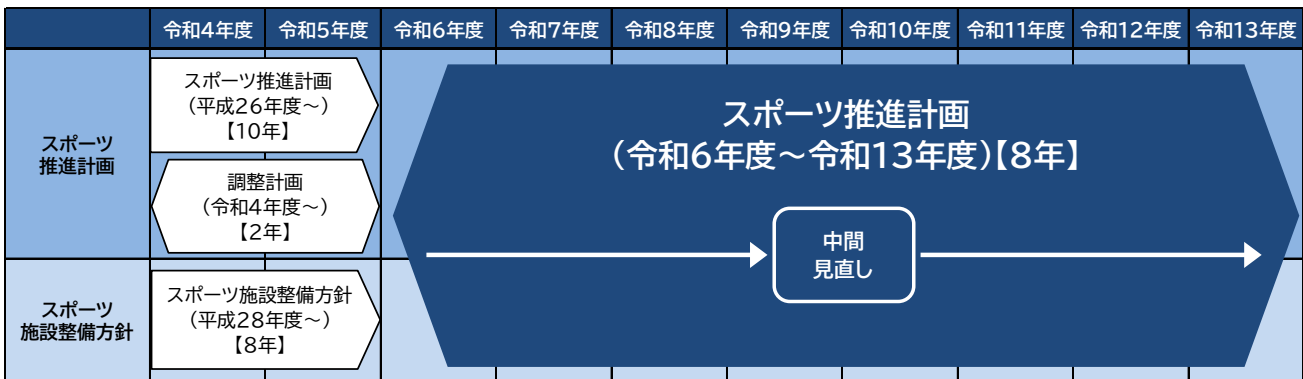 令和4年度 令和5年度 令和6年度 令和7年度 令和8年度 令和9年度 令和10年度 令和11年度 令和12年度 令和13年度
スポーツ
推進計画
スポーツ推進計画
(平成26年度~)
【10年】
調整計画
(令和4年度~)
【2年】
スポーツ推進計画
(令和6年度~令和13年度)【8年】
中間
見直し
スポーツ
施設整備方針
スポーツ施設整備方針
(平成28年度~)
【8年】